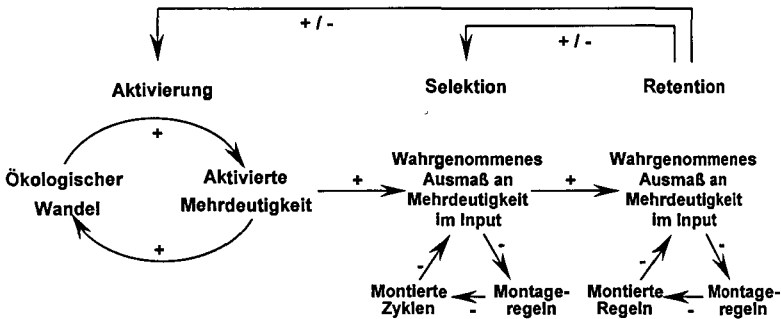 + / -
+ / -
Aktivierung
Selektion
Retention
+
Ökologischer
Wandel
Aktivierte
Mehrdeutigkeit
+
+
Wahrgenommenes
Ausmaß an
Mehrdeutigkeit
im Input
+
Wahrgenommenes
Ausmaß an
Mehrdeutigkeit
im Input
-
-
Montierte
Zyklen
-
Montage-
regeln
-
-
Montierte
Regeln
-
Montage-
regeln